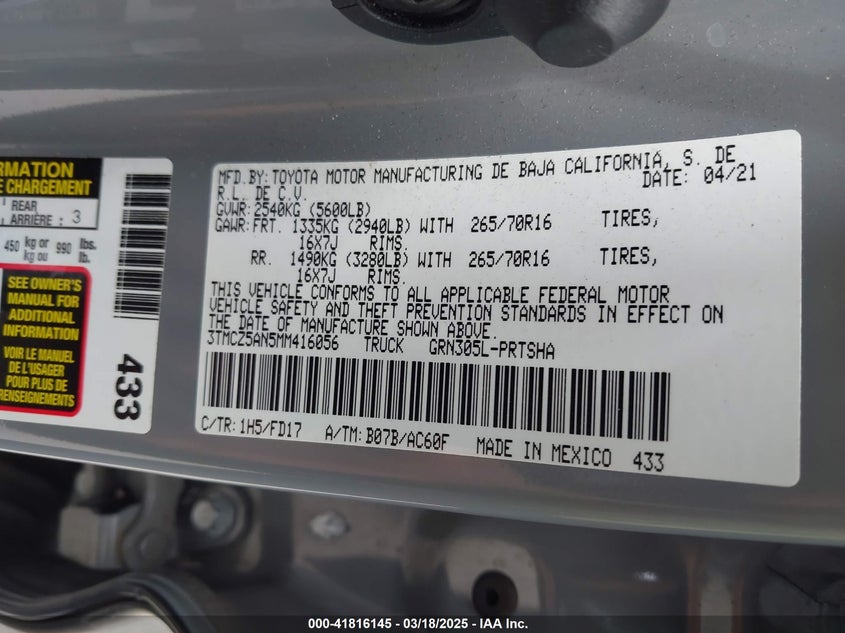 ORMATION
E CHARGEMENT
REAR
ARRIÈRE : 3
450 kg or 990 lbs.
kg ou lb.
SEE OWNER'S
MANUAL FOR
ADDITIONAL
INFORMATION
VOIR LE MANUEL
DE L'USAGER
POUR PLUS DE
RENSEIGNEMENTS
433
MFD.BY:TOYOTA MOTOR MANUFACTURING DE BAJA CALIFORNIA, S. DE
R.L. DE C.V. DATE: 04/21
GVWR:2540KG (5600LB)
GAWR:FRT. 1335KG (2940LB) WITH 265/70R16 TIRES,
16X7J RIMS.
RR. 1490KG (3280LB) WITH 265/70R16 TIRES,
16X7J RIMS.
THIS VEHICLE CONFORMS TO ALL APPLICABLE FEDERAL MOTOR
VEHICLE SAFETY AND THEFT PREVENTION STANDARDS IN EFFECT ON
THE DATE OF MANUFACTURE SHOWN ABOVE.
3TMCZ5AN5MM416056 TRUCK GRN305L-PRTSHA
C/TR:1H5/FD17 A/TM:B07B/AC60F MADE IN MEXICO 433
000-41816145 - 03/18/2025 - IAA Inc.